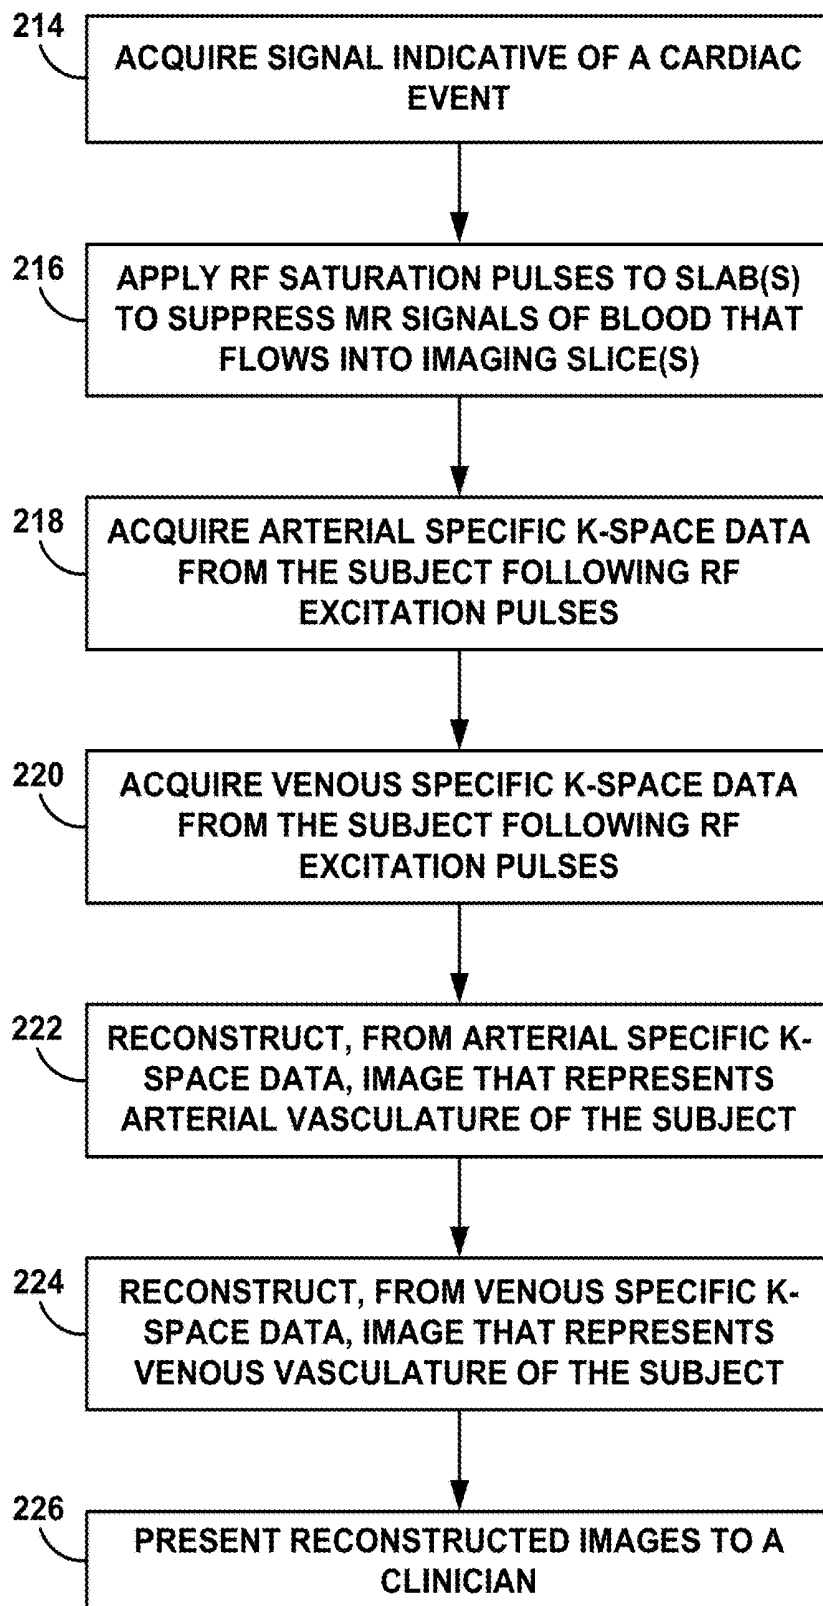 214
ACQUIRE SIGNAL INDICATIVE OF A CARDIAC
EVENT
216
APPLY RF SATURATION PULSES TO SLAB(S)
TO SUPPRESS MR SIGNALS OF BLOOD THAT
FLOWS INTO IMAGING SLICE(S)
218
ACQUIRE ARTERIAL SPECIFIC K-SPACE DATA
FROM THE SUBJECT FOLLOWING RF
EXCITATION PULSES
220
ACQUIRE VENOUS SPECIFIC K-SPACE DATA
FROM THE SUBJECT FOLLOWING RF
EXCITATION PULSES
222
RECONSTRUCT, FROM ARTERIAL SPECIFIC K-
SPACE DATA, IMAGE THAT REPRESENTS
ARTERIAL VASCULATURE OF THE SUBJECT
224
RECONSTRUCT, FROM VENOUS SPECIFIC K-
SPACE DATA, IMAGE THAT REPRESENTS
VENOUS VASCULATURE OF THE SUBJECT
226
PRESENT RECONSTRUCTED IMAGES TO A
CLINICIAN